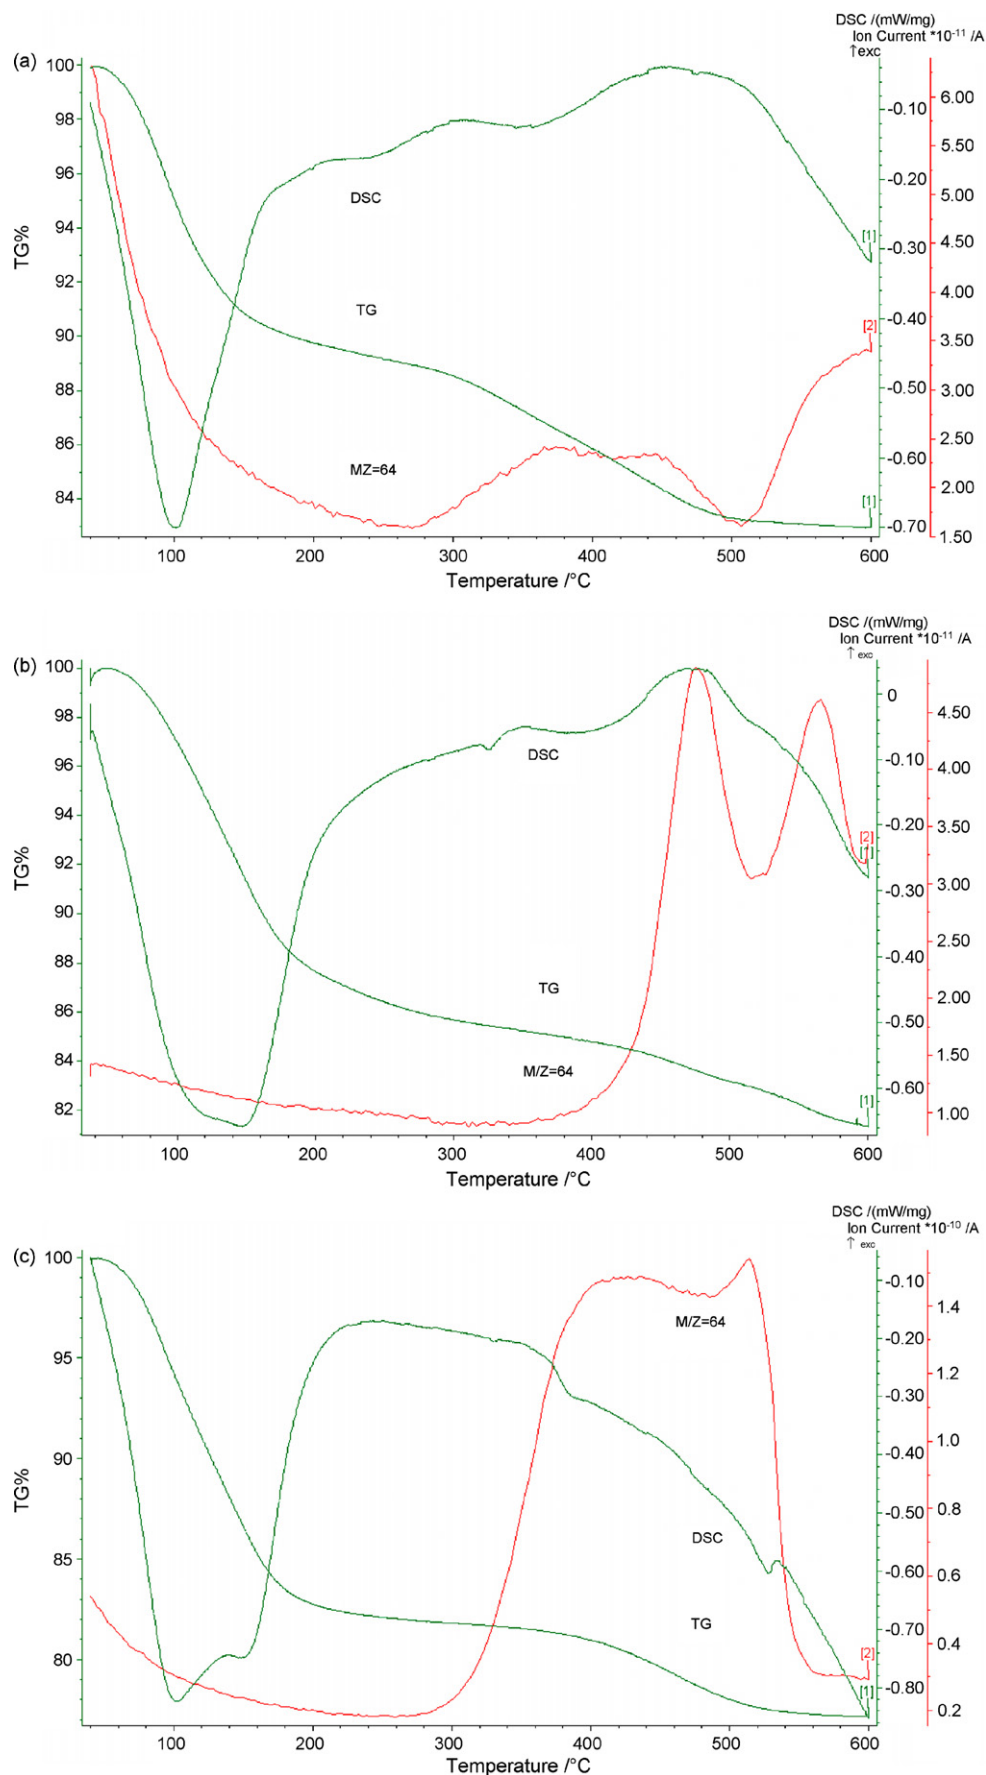 DSC /(mW/mg)
Ion Current *10-11 /A
↑exc
(a)
TG%
100
98
96
94
92
90
88
86
84
-0.10
-0.20
-0.30
-0.40
-0.50
-0.60
-0.70
6.00
5.50
5.00
4.50
4.00
3.50
3.00
2.50
2.00
1.50
DSC
TG
MZ=64
[1]
[2]
[1]
100 200 300 400 500 600
Temperature /°C
DSC /(mW/mg)
Ion Current *10-11 /A
↑ exc
(b)
TG%
100
98
96
94
92
90
88
86
84
82
0
-0.10
-0.20
-0.30
-0.40
-0.50
-0.60
4.50
4.00
3.50
3.00
2.50
2.00
1.50
1.00
DSC
TG
M/Z=64
[2]
[1]
[1]
100 200 300 400 500 600
Temperature /°C
DSC /(mW/mg)
Ion Current *10-10 /A
↑ exc
(c)
TG%
100
95
90
85
80
-0.10
-0.20
-0.30
-0.40
-0.50
-0.60
-0.70
-0.80
1.4
1.2
1.0
0.8
0.6
0.4
0.2
M/Z=64
DSC
TG
[2]
[1]
100 200 300 400 500 600
Temperature /°C